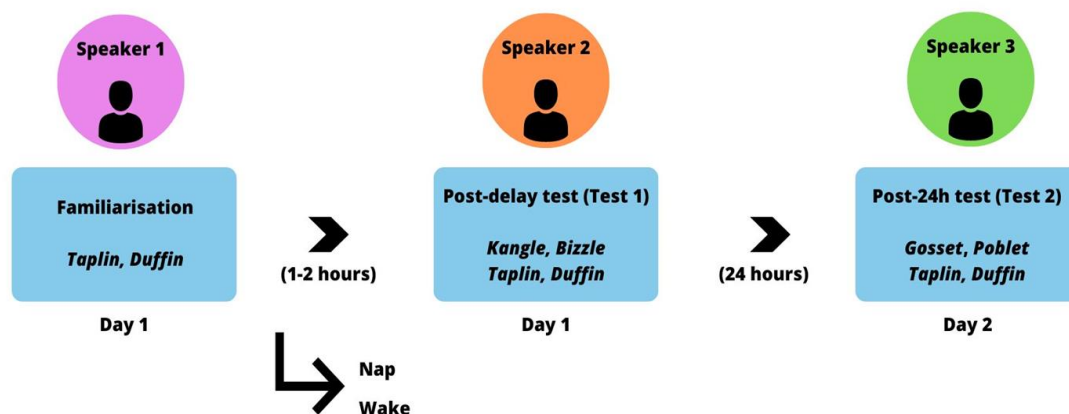 Speaker 1
Speaker 2
Speaker 3
Familiarisation
Taplin, Duffin
(1-2 hours)
Post-delay test (Test 1)
Kangle, Bizzle
Taplin, Duffin
(24 hours)
Post-24h test (Test 2)
Gosset, Poblet
Taplin, Duffin
Day 1
Day 1
Day 2
Nap
Wake